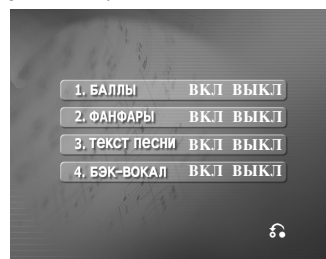 1. БАЛЛЫ ВКЛ ВЫКЛ
2. ФАНФАРЫ ВКЛ ВЫКЛ
3. Текст песни ВКЛ ВЫКЛ
4. БЭК-ВОКАЛ ВКЛ ВЫКЛ